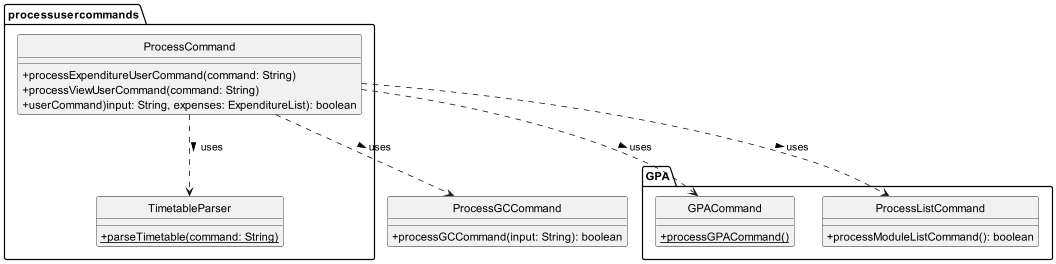 processusercommands
ProcessCommand
+processExpenditureUserCommand(command: String)
+processViewUserCommand(command: String)
+userCommand)input: String, expenses: ExpenditureList): boolean
uses
uses
uses
uses
GPA
TimetableParser
+parseTimetable(command: String)
ProcessGCCommand
+processGCCommand(input: String): boolean
GPACommand
+processGPACommand()
ProcessListCommand
+processModuleListCommand(): boolean